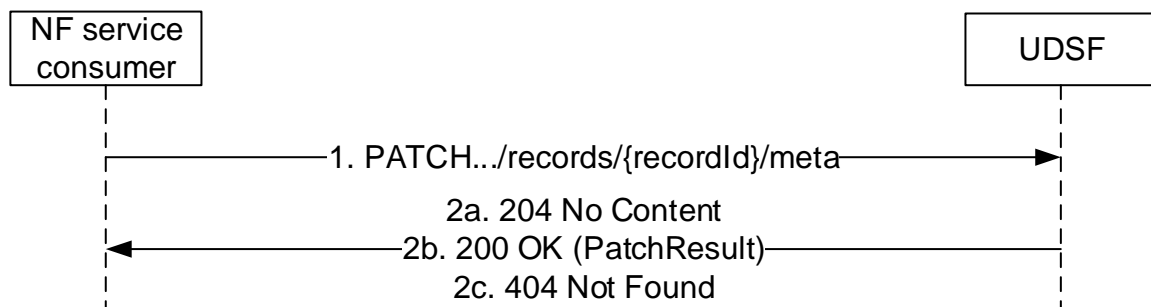 NF service
consumer
UDSF
1. PATCH.../records/{recordId}/meta
2a. 204 No Content
2b. 200 OK (PatchResult)
2c. 404 Not Found